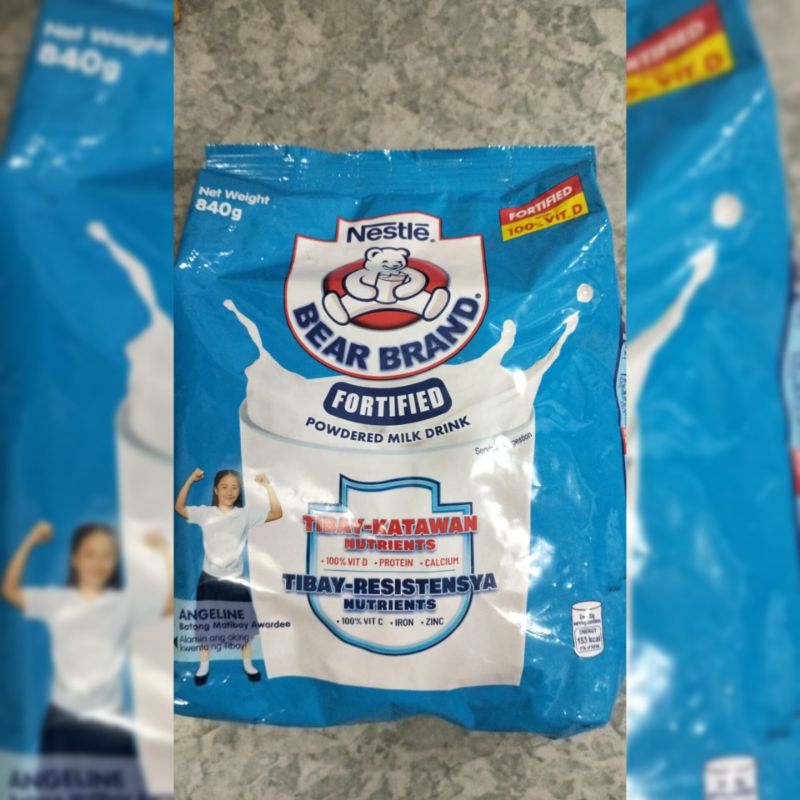 Net Weight
840g
FORTIFIED
100% VIT D
Nestlé
BEAR BRAND
FORTIFIED
POWDERED MILK DRINK
TIBAY-KATAWAN
NUTRIENTS
• 100% VIT D • PROTEIN • CALCIUM
TIBAY-RESISTENSYA
NUTRIENTS
• 100% VIT C • IRON • ZINC
ANGELINE
Batang Matibay Awardee
Alamin ang aking
kwento ng Tibay!
ENERGY
153 kcal